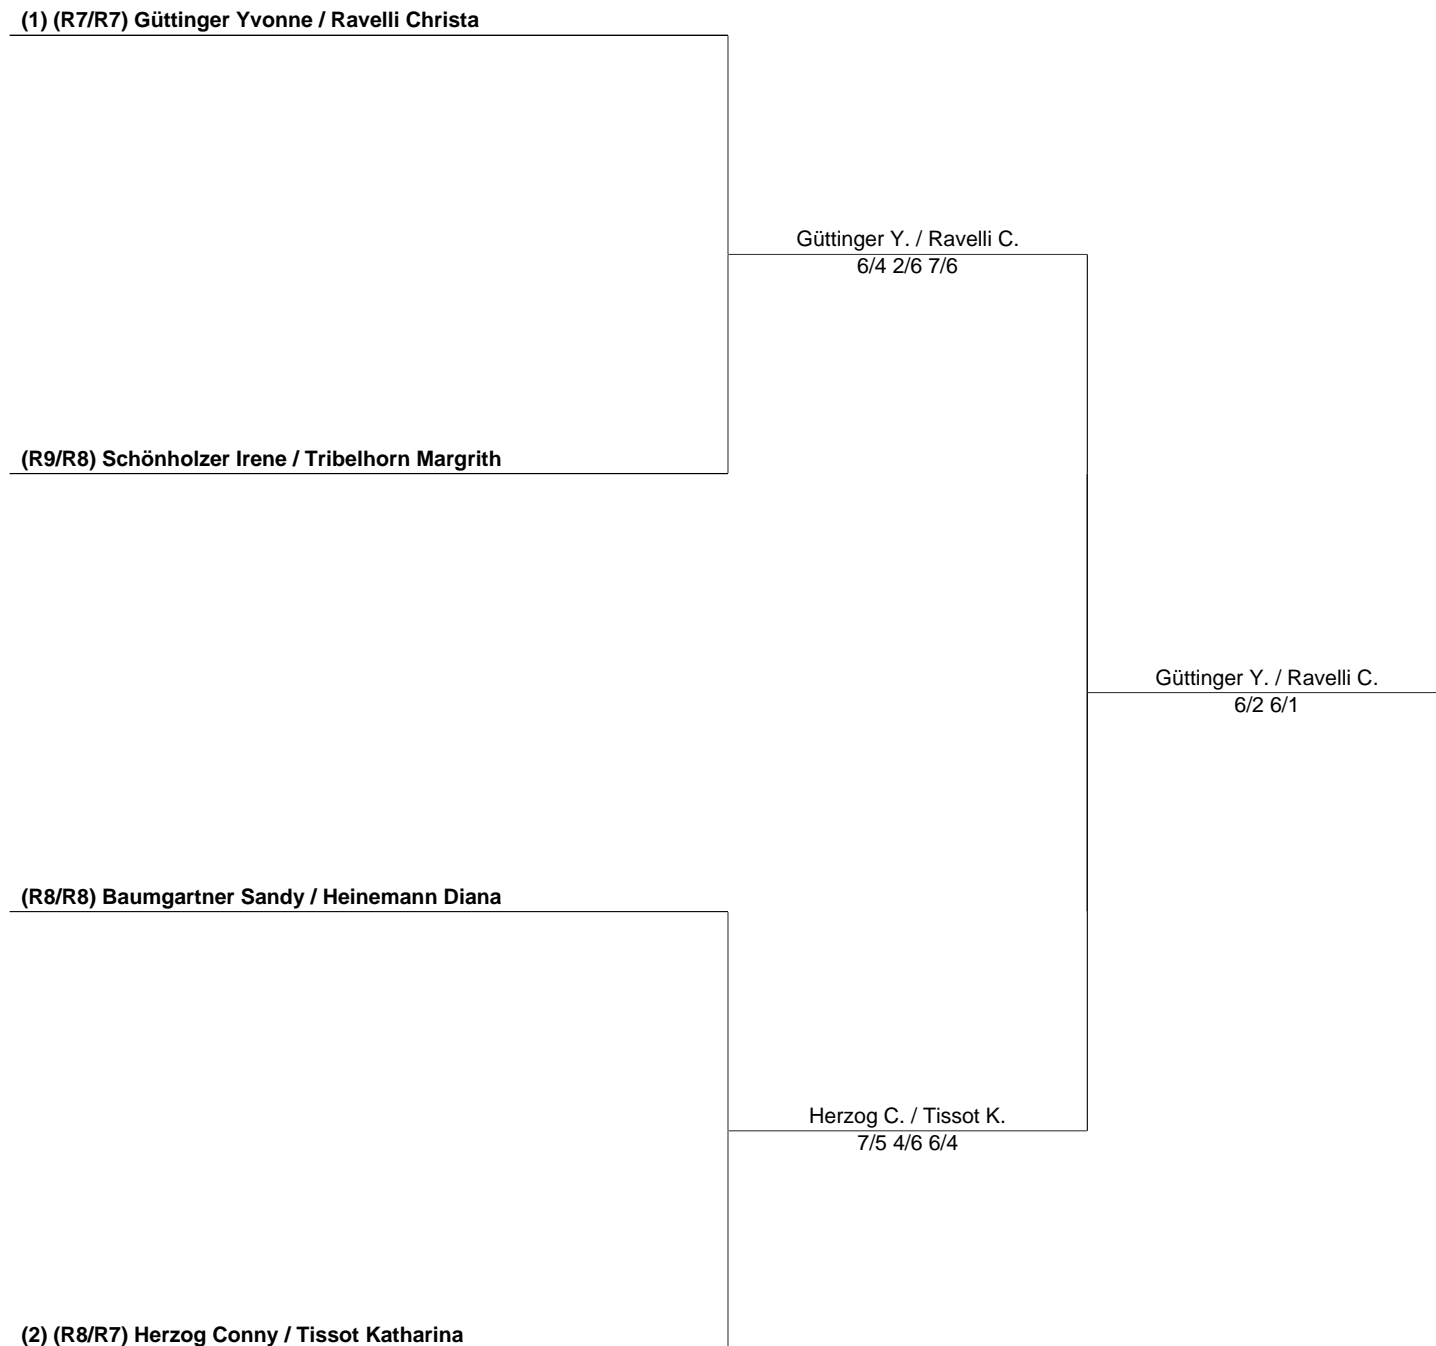 (1) (R7/R7) Güttinger Yvonne / Ravelli Christa
Güttinger Y. / Ravelli C.
6/4 2/6 7/6
(R9/R8) Schönholzer Irene / Tribelhorn Margrith
Güttinger Y. / Ravelli C.
6/2 6/1
(R8/R8) Baumgartner Sandy / Heinemann Diana
Herzog C. / Tissot K.
7/5 4/6 6/4
(2) (R8/R7) Herzog Conny / Tissot Katharina